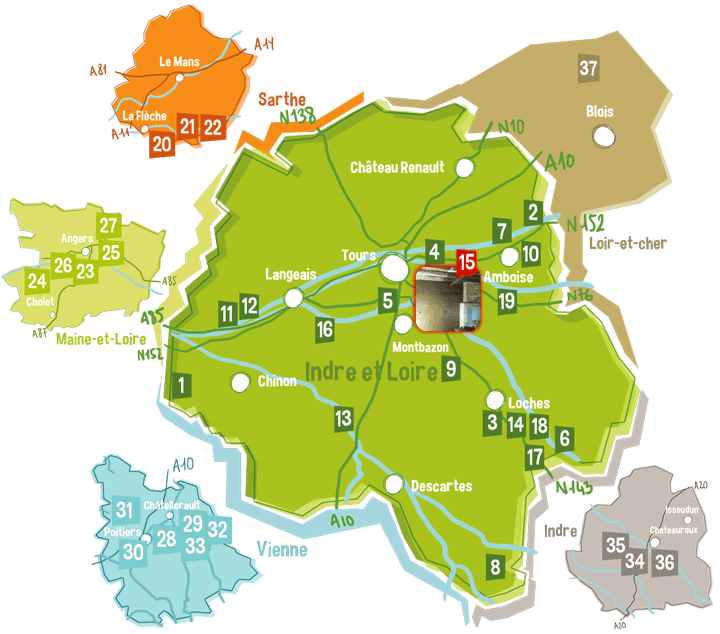 Le Mans
A14
A81
La Flèche
A11
20
21
22
Sarthe
N138
37
Blois
N10
Château Renault
A10
27
Angers
25
26
23
24
Cholet
A85
A87
Maine-et-Loire
2
7
N152
Loir-et-cher
Tours
4
15
10
Amboise
Langeais
5
19
N76
11
12
16
A85
N152
Montbazon
Indre et Loire
9
1
Chinon
Loches
13
3
14
18
6
17
N143
Descartes
A10
8
A10
31
Châtellerault
Poitiers
29
32
28
30
33
Vienne
Indre
A20
Issoudun
Chateauroux
35
34
36
A20